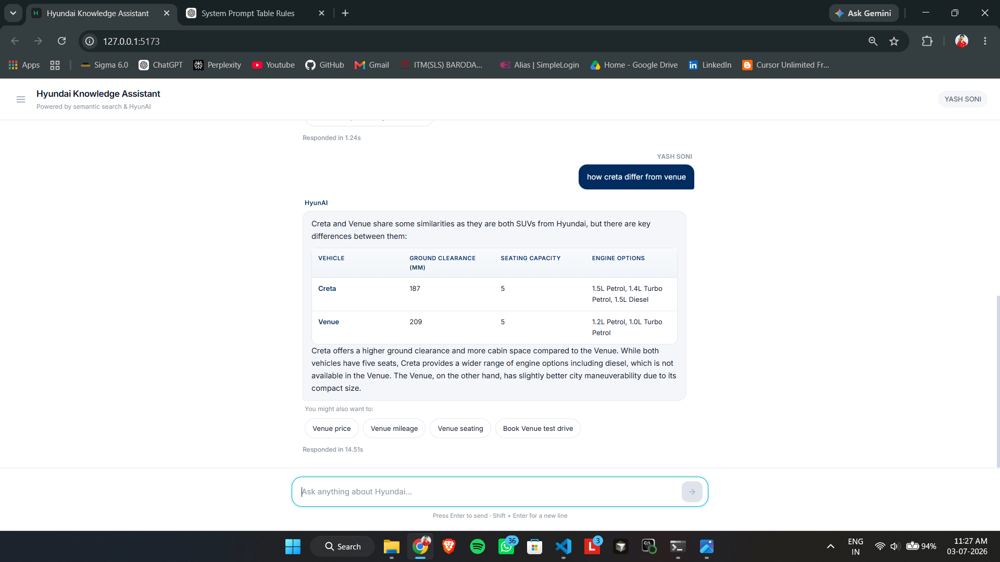 Hyundai Knowledge Assistant
System Prompt Table Rules
Ask Gemini
127.0.0.1:5173
Apps
Sigma 6.0
ChatGPT
Perplexity
Youtube
GitHub
Gmail
ITM(SLS) BARODA...
Alias | SimpleLogin
Home - Google Drive
LinkedIn
Cursor Unlimited Fr...
Hyundai Knowledge Assistant
Powered by semantic search & HyunAI
YASH SONI
Responded in 1.24s
YASH SONI
how creta differ from venue
HyunAI
Creta and Venue share some similarities as they are both SUVs from Hyundai, but there are key
differences between them:
VEHICLE GROUND CLEARANCE (MM) SEATING CAPACITY ENGINE OPTIONS
Creta 187 5 1.5L Petrol, 1.4L Turbo
Petrol, 1.5L Diesel
Venue 209 5 1.2L Petrol, 1.0L Turbo
Petrol
Creta offers a higher ground clearance and more cabin space compared to the Venue. While both
vehicles have five seats, Creta provides a wider range of engine options including diesel, which is not
available in the Venue. The Venue, on the other hand, has slightly better city maneuverability due to its
compact size.
You might also want to:
Venue price
Venue mileage
Venue seating
Book Venue test drive
Responded in 14.51s
Ask anything about Hyundai...
Press Enter to send · Shift + Enter for a new line
Search
36
3
ENG
IN
94%
11:27 AM
03-07-2026